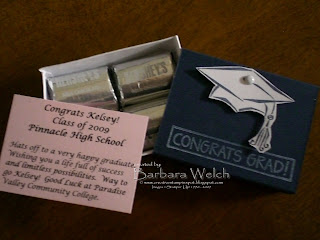 Congrats Kelsey!
Class of 2009
Pinnacle High School
Hats off to a very happy graduate
Wishing you a life full of success
and limitless possibilities. Way to
go Kelsey! Good Luck at Paradise
Valley Community College.
CONGRATS GRAD!
Created by
Barbara Welch